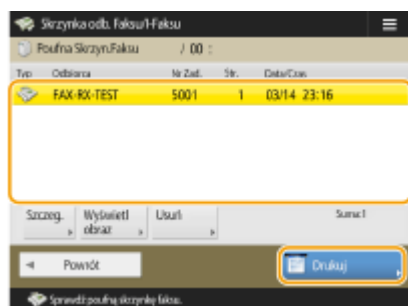 Skrzynka odb. Faksu/I-Faksu
Poufna Skrzyn.Faksu / 00 :
Typ Odbiorca Nr Zad. Str. Data/Czas
FAX-RX-TEST 5001 1 03/14 23:16
Szczeg. Wyświetl obraz Usuń Suma:1
Powrót Drukuj
Sprawdź poufną skrzynkę faksu.